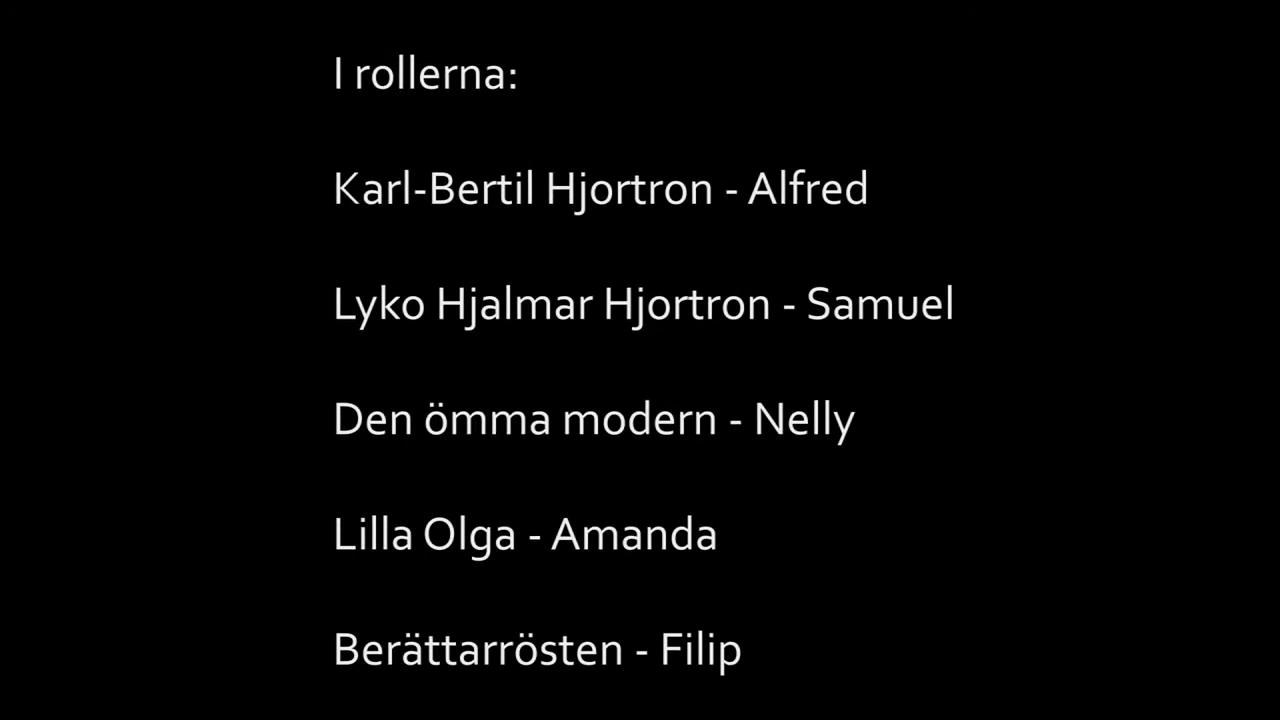 I rollerna:
Karl-Bertil Hjortron - Alfred
Lyko Hjalmar Hjortron - Samuel
Den ömma modern - Nelly
Lilla Olga - Amanda
Berättarrösten - Filip